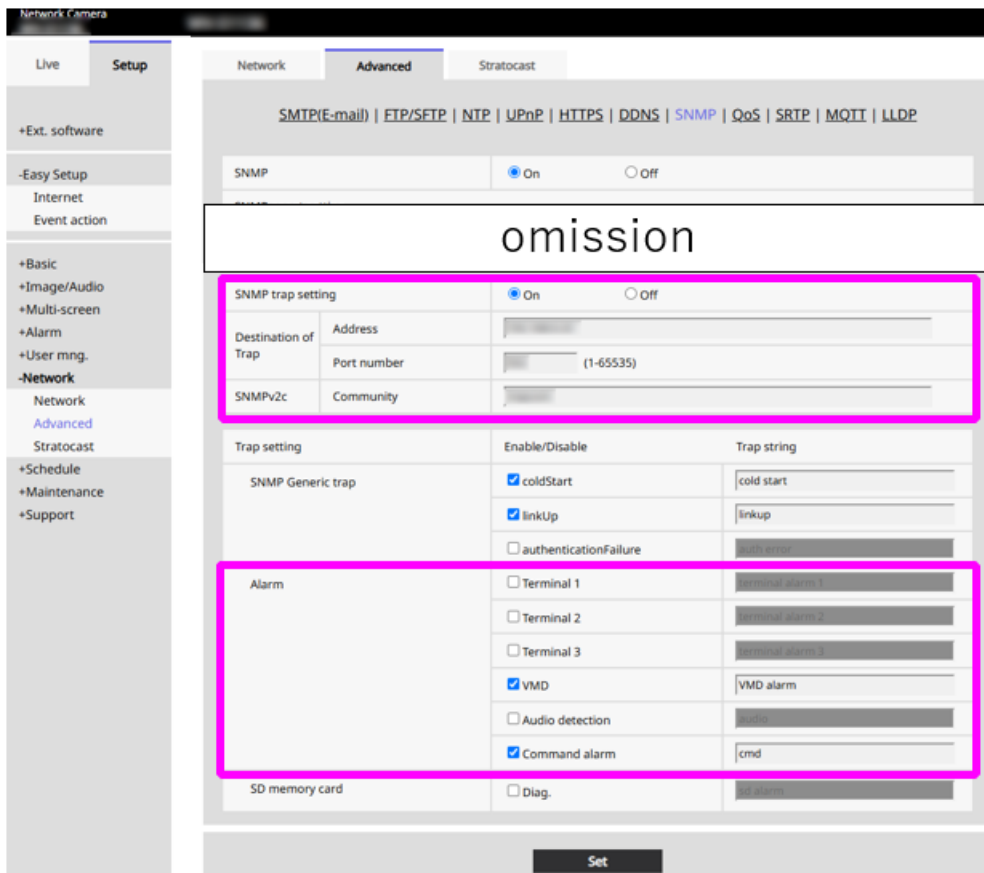 Network Camera
Live
Setup
+Ext. software
-Easy Setup
Internet
Event action
+Basic
+Image/Audio
+Multi-screen
+Alarm
+User mng.
-Network
Network
Advanced
Stratocast
+Schedule
+Maintenance
+Support
Network Advanced Stratocast
SMTP(E-mail) | FTP/SFTP | NTP | UPnP | HTTPS | DDNS | SNMP | QoS | SRTP | MQTT | LLDP
SNMP On Off
omission
SNMP trap setting On Off
Destination of Trap Address
Port number (1-65535)
SNMPv2c Community
Trap setting Enable/Disable Trap string
SNMP Generic trap coldStart cold start
linkUp linkup
authenticationFailure auth error
Alarm Terminal 1 terminal alarm 1
Terminal 2 terminal alarm 2
Terminal 3 terminal alarm 3
VMD VMD alarm
Audio detection audio
Command alarm cmd
SD memory card Diag. sd alarm
Set